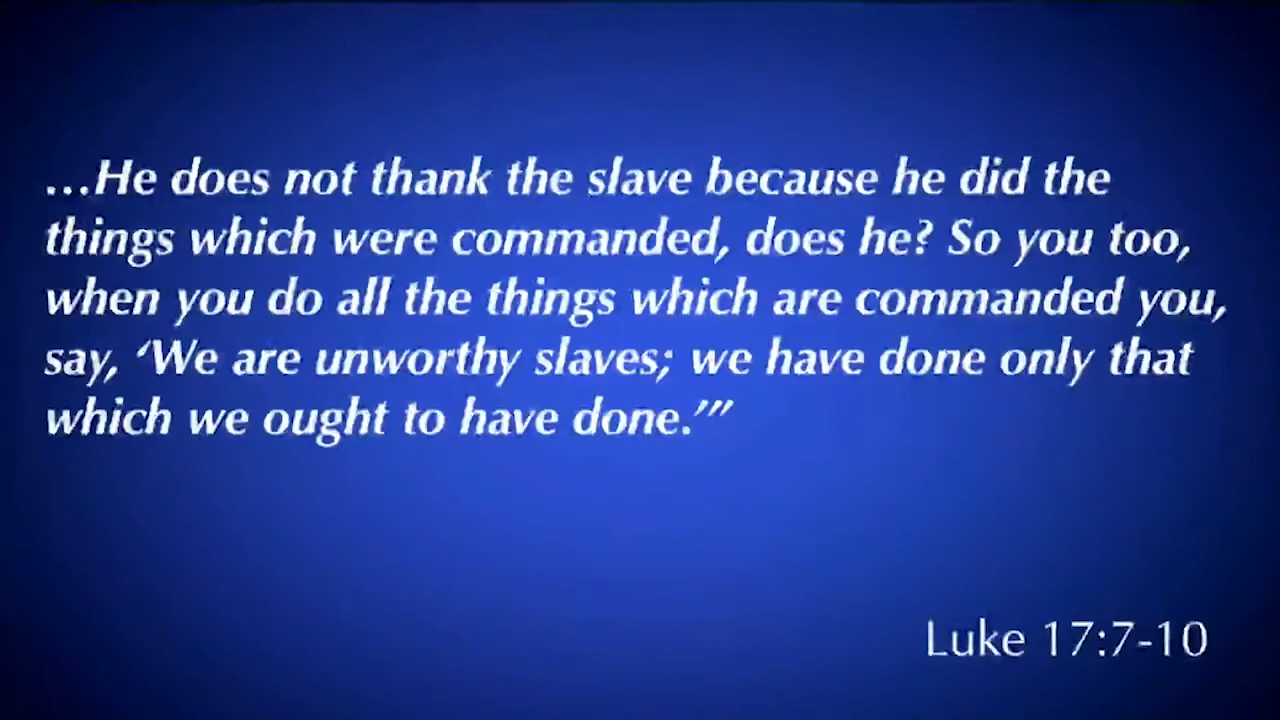 …He does not thank the slave because he did the
things which were commanded, does he? So you too,
when you do all the things which are commanded you,
say, ‘We are unworthy slaves; we have done only that
which we ought to have done.’”
Luke 17:7-10